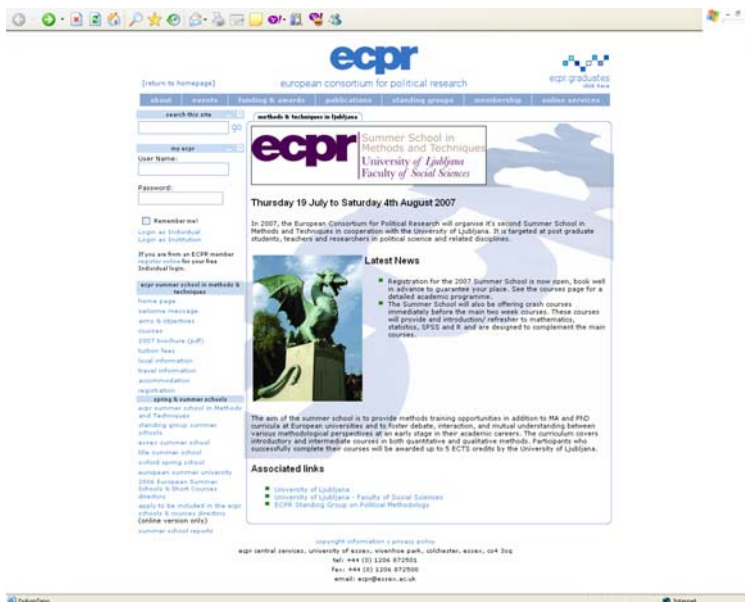 ecpr
[return to homepage]
european consortium for political research
ecpr graduates
click here
about events funding & awards publications standing groups membership online services
search this site
go
my ecpr
User Name:
Password:
Remember me!
Login as Individual
Login as Institution
If you are from an ECPR member
register online for your free
Individual login.
ecpr summer school in methods &
techniques
home page
welcome message
aims & objectives
courses
2007 brochure (pdf)
tuition fees
local information
travel information
accommodation
registration
spring & summer schools
ecpr summer school in Methods
and Techniques
standing group summer
schools
essex summer school
lille summer school
oxford spring school
european summer university
2006 European Summer
Schools & Short Courses
directory
apply to be included in the ecpr
schools & courses directory
(online version only)
summer school reports
methods & techniques in ljubljana
ecpr
Summer School in
Methods and Techniques
University of Ljubljana
Faculty of Social Sciences
Thursday 19 July to Saturday 4th August 2007
In 2007, the European Consortium for Political Research will organise it's second Summer School in
Methods and Techniques in cooperation with the University of Ljubljana. It is targeted at post graduate
students, teachers and researchers in political science and related disciplines.
Latest News
Registration for the 2007 Summer School is now open, book well
in advance to guarantee your place. See the courses page for a
detailed academic programme.
The Summer School will also be offering crash courses
immediately before the main two week courses. These courses
will provide and introduction/ refresher to mathematics,
statistics, SPSS and R and are designed to complement the main
courses.
The aim of the summer school is to provide methods training opportunities in addition to MA and PhD
curricula at European universities and to foster debate, interaction, and mutual understanding between
various methodological perspectives at an early stage in their academic careers. The curriculum covers
introductory and intermediate courses in both quantitative and qualitative methods. Participants who
successfully complete their courses will be awarded up to 5 ECTS credits by the University of Ljubljana.
Associated links
University of Ljubljana
University of Ljubljana - Faculty of Social Sciences
ECPR Standing Group on Political Methodology
copyright information
privacy policy
ecpr central services, university of essex, wivenhoe park, colchester, essex, co4 3sq
tel: +44 (0) 1206 872501
fax: +44 (0) 1206 872500
email: ecpr@essex.ac.uk
Internet